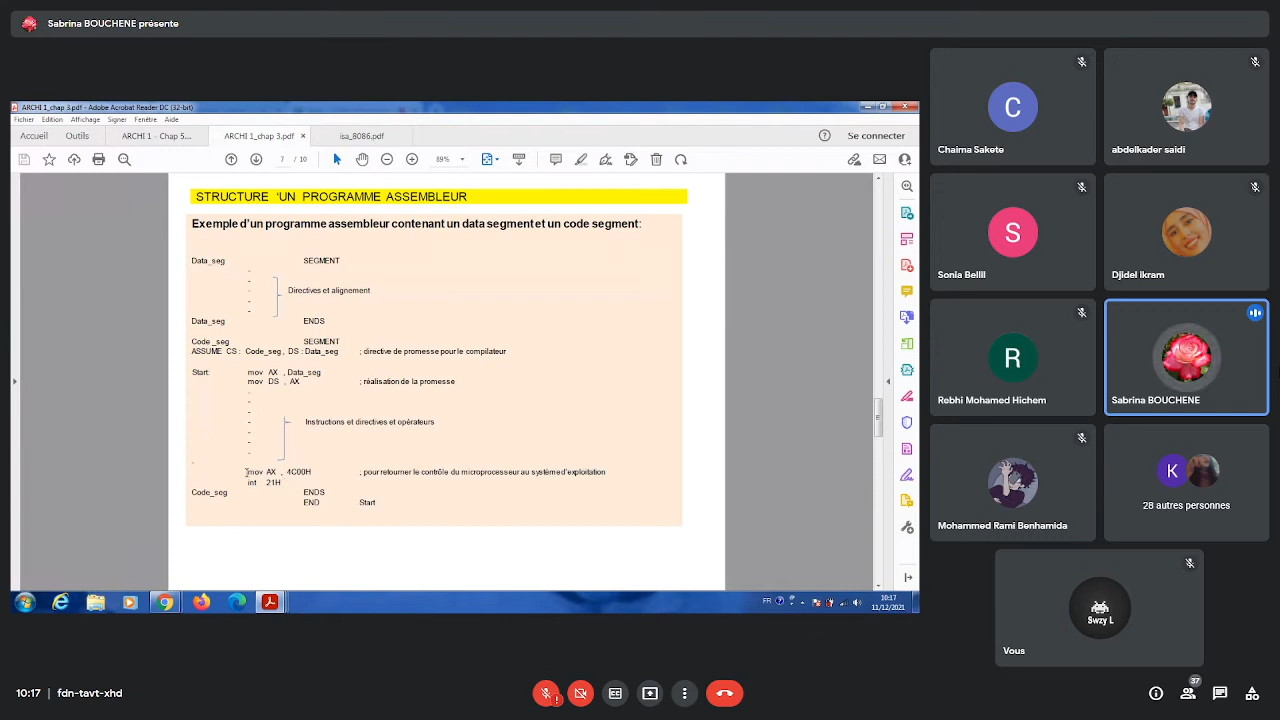 Sabrina BOUCHENE présente
ARCHI 1_chap 3.pdf - Adobe Acrobat Reader DC (32-bit)
Fichier Edition Affichage Signer Fenêtre Aide
Accueil Outils ARCHI 1 - Chap 5... ARCHI 1_chap 3.pdf × isa_8086.pdf Se connecter
7 / 10 89%
STRUCTURE 'UN PROGRAMME ASSEMBLEUR
Exemple d'un programme assembleur contenant un data segment et un code segment:
Data_seg SEGMENT
Directives et alignement
Data_seg ENDS
Code _seg SEGMENT
ASSUME CS : Code_seg , DS : Data_seg ; directive de promesse pour le compilateur
Start: mov AX , Data_seg
mov DS , AX ; réalisation de la promesse
Instructions et directives et opérateurs
mov AX , 4C00H ; pour retourner le contrôle du microprocesseur au système d'exploitation
int 21H
Code_seg ENDS
END Start
FR 10:17
11/12/2021
C
Chaima Sakete
abdelkader saidi
S
Sonia Bellil
Djidel Ikram
R
Rebhi Mohamed Hichem
Sabrina BOUCHENE
Mohammed Rami Benhamida
K
28 autres personnes
Swzy L
Vous
10:17 | fdn-tavt-xhd
37